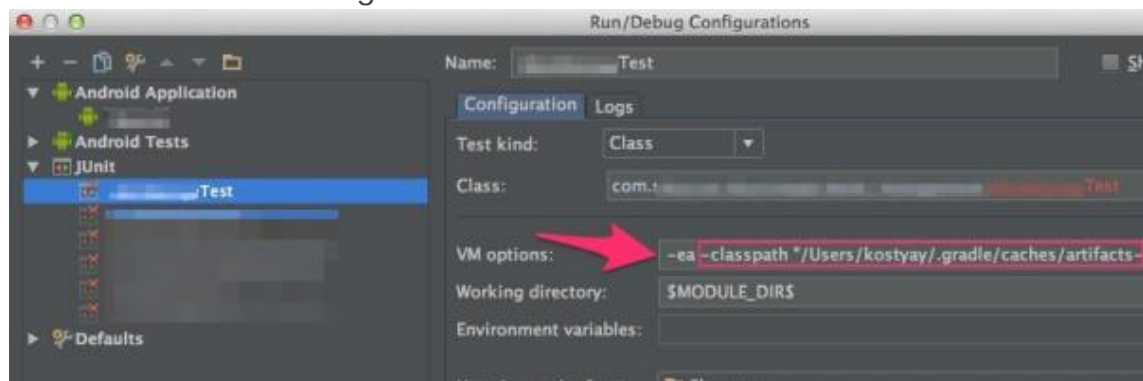 Run/Debug Configurations
Name: Test
Android Application
Android Tests
JUnit
Test
Defaults
Configuration Logs
Test kind: Class
Class: com. Test
VM options: -ea -classpath "/Users/kostyay/.gradle/caches/artifacts-
Working directory: $MODULE_DIR$
Environment variables: